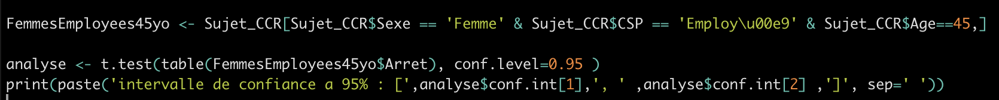 FemmesEmployees45yo <- Sujet_CCR[Sujet_CCR$Sexe == 'Femme' & Sujet_CCR$CSP == 'Employ\u00e9' & Sujet_CCR$Age==45,]
analyse <- t.test(table(FemmesEmployees45yo$Arret), conf.level=0.95 )
print(paste('intervalle de confiance a 95% : [',analyse$conf.int[1],', ' ,analyse$conf.int[2] ,']', sep=' '))